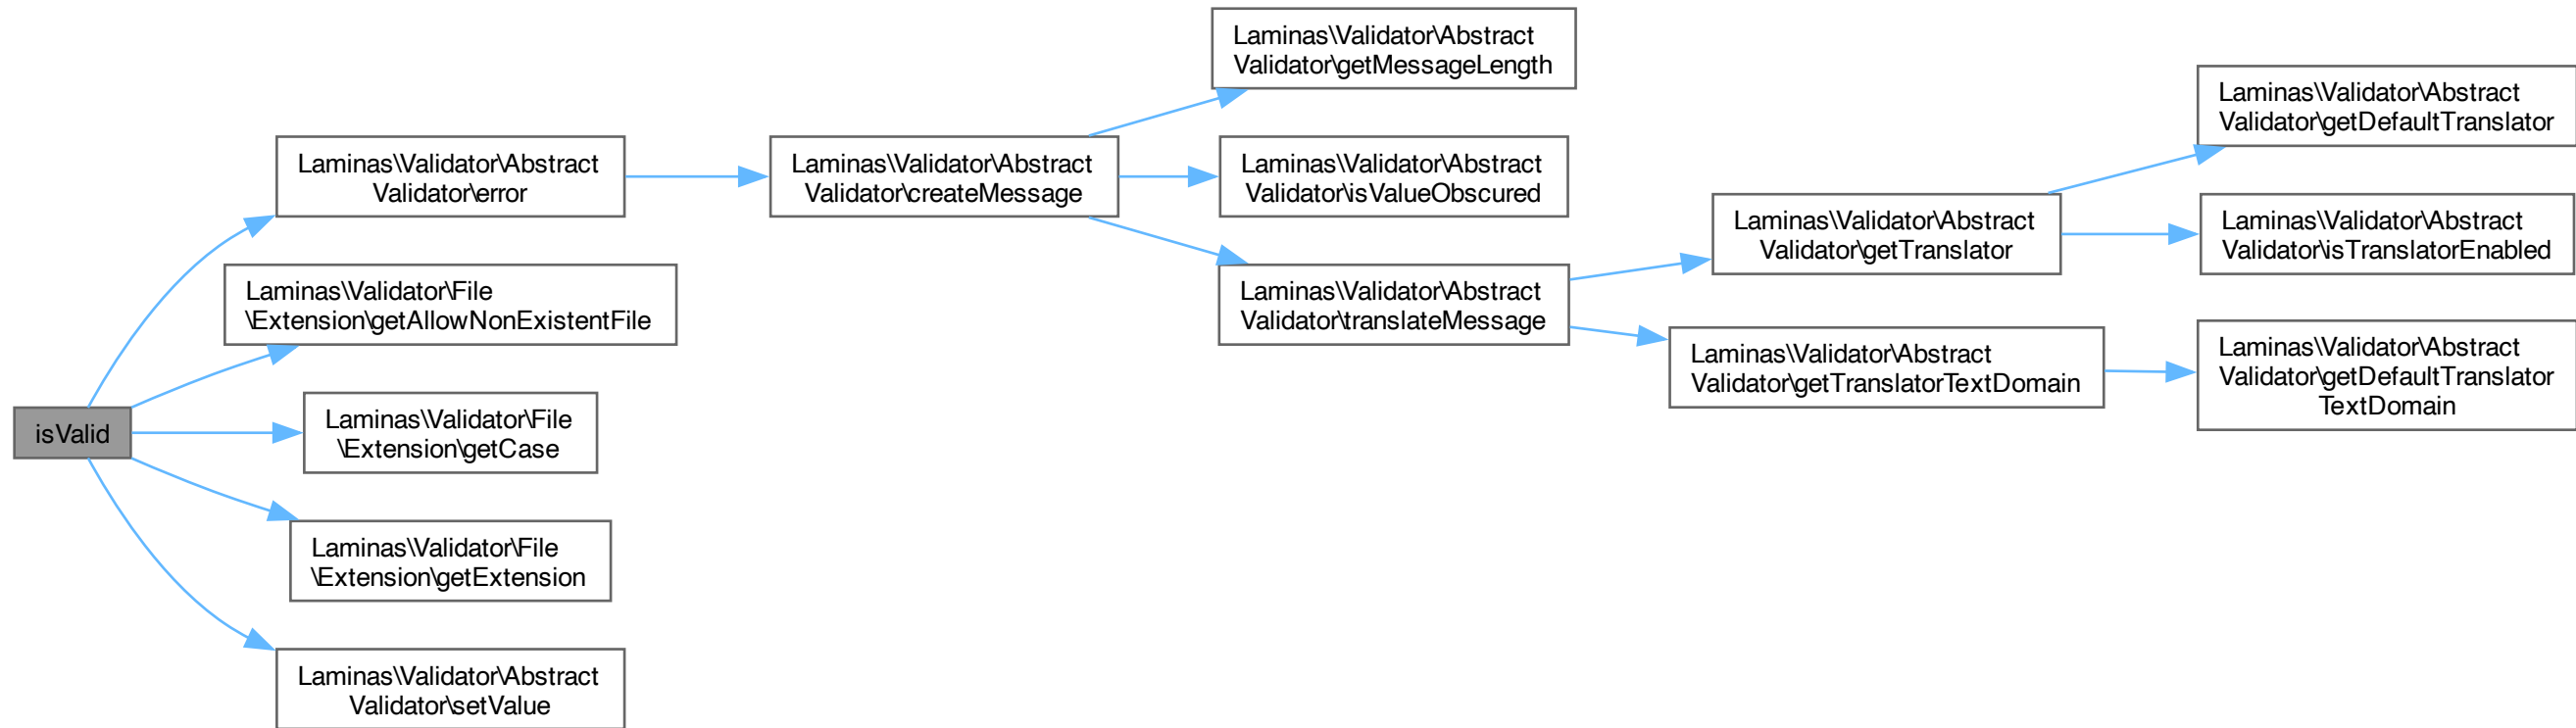 isValid
Laminas\Validator\Abstract
Validator\error
Laminas\Validator\File
\Extension\getAllowNonExistentFile
Laminas\Validator\File
\Extension\getCase
Laminas\Validator\File
\Extension\getExtension
Laminas\Validator\Abstract
Validator\setValue
Laminas\Validator\Abstract
Validator\createMessage
Laminas\Validator\Abstract
Validator\getMessageLength
Laminas\Validator\Abstract
Validator\isValueObscured
Laminas\Validator\Abstract
Validator\translateMessage
Laminas\Validator\Abstract
Validator\getTranslator
Laminas\Validator\Abstract
Validator\getTranslatorTextDomain
Laminas\Validator\Abstract
Validator\getDefaultTranslator
Laminas\Validator\Abstract
Validator\isTranslatorEnabled
Laminas\Validator\Abstract
Validator\getDefaultTranslator
TextDomain